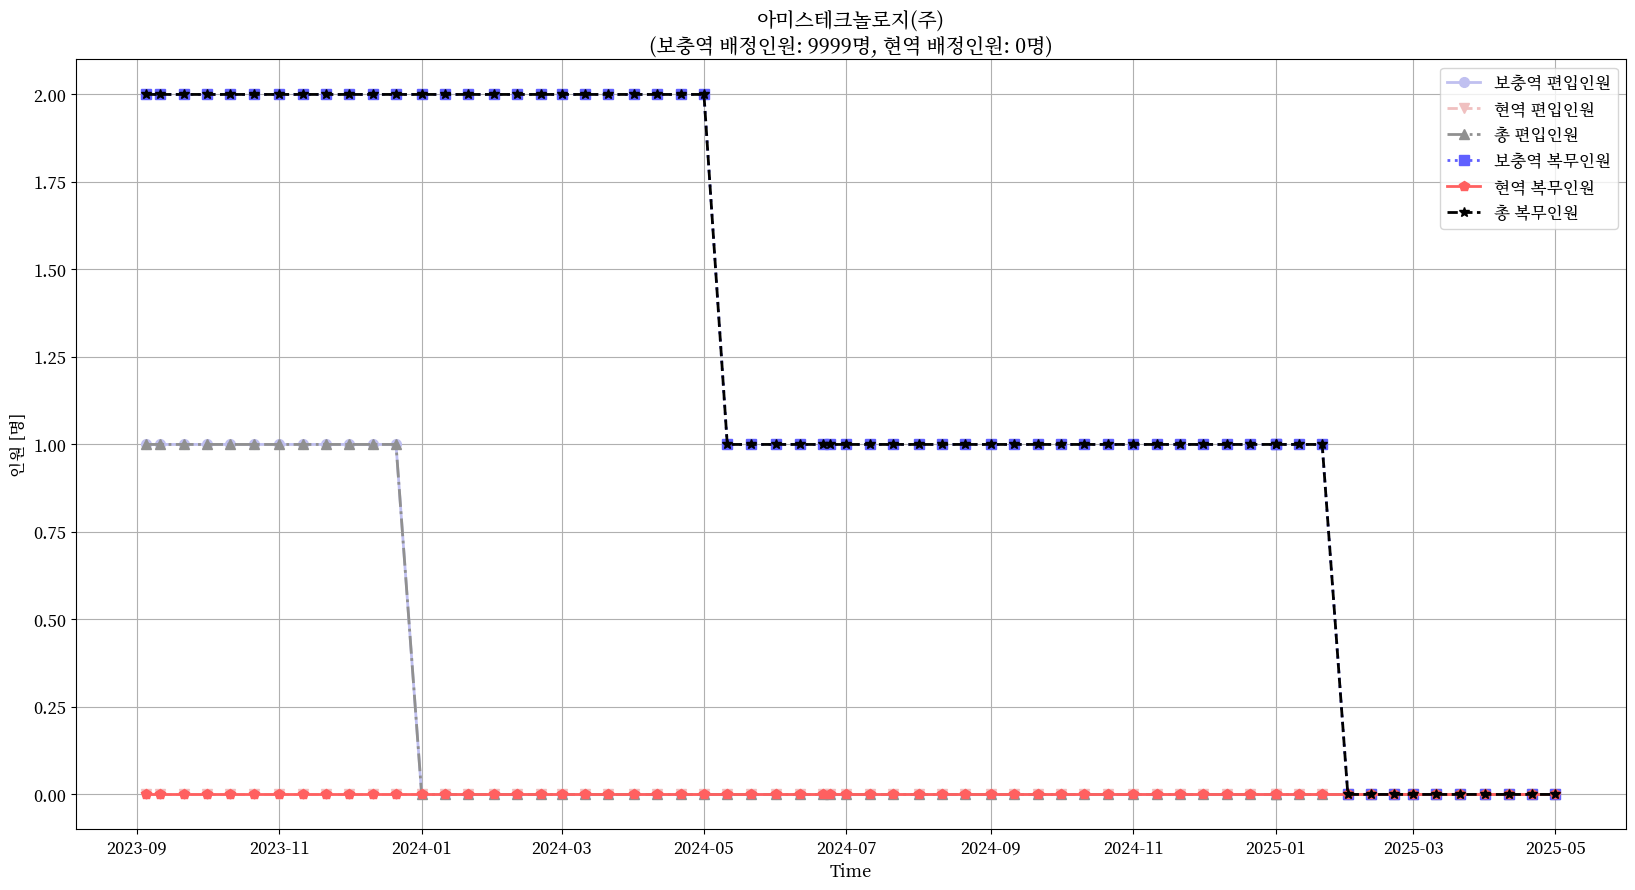 아미스테크놀로지(주)
(보충역 배정인원: 9999명, 현역 배정인원: 0명)
보충역 편입인원
현역 편입인원
총 편입인원
보충역 복무인원
현역 복무인원
총 복무인원
2.00
1.75
1.50
1.25
1.00
0.75
0.50
0.25
0.00
인원 [명]
2023-09
2023-11
2024-01
2024-03
2024-05
2024-07
2024-09
2024-11
2025-01
2025-03
2025-05
Time